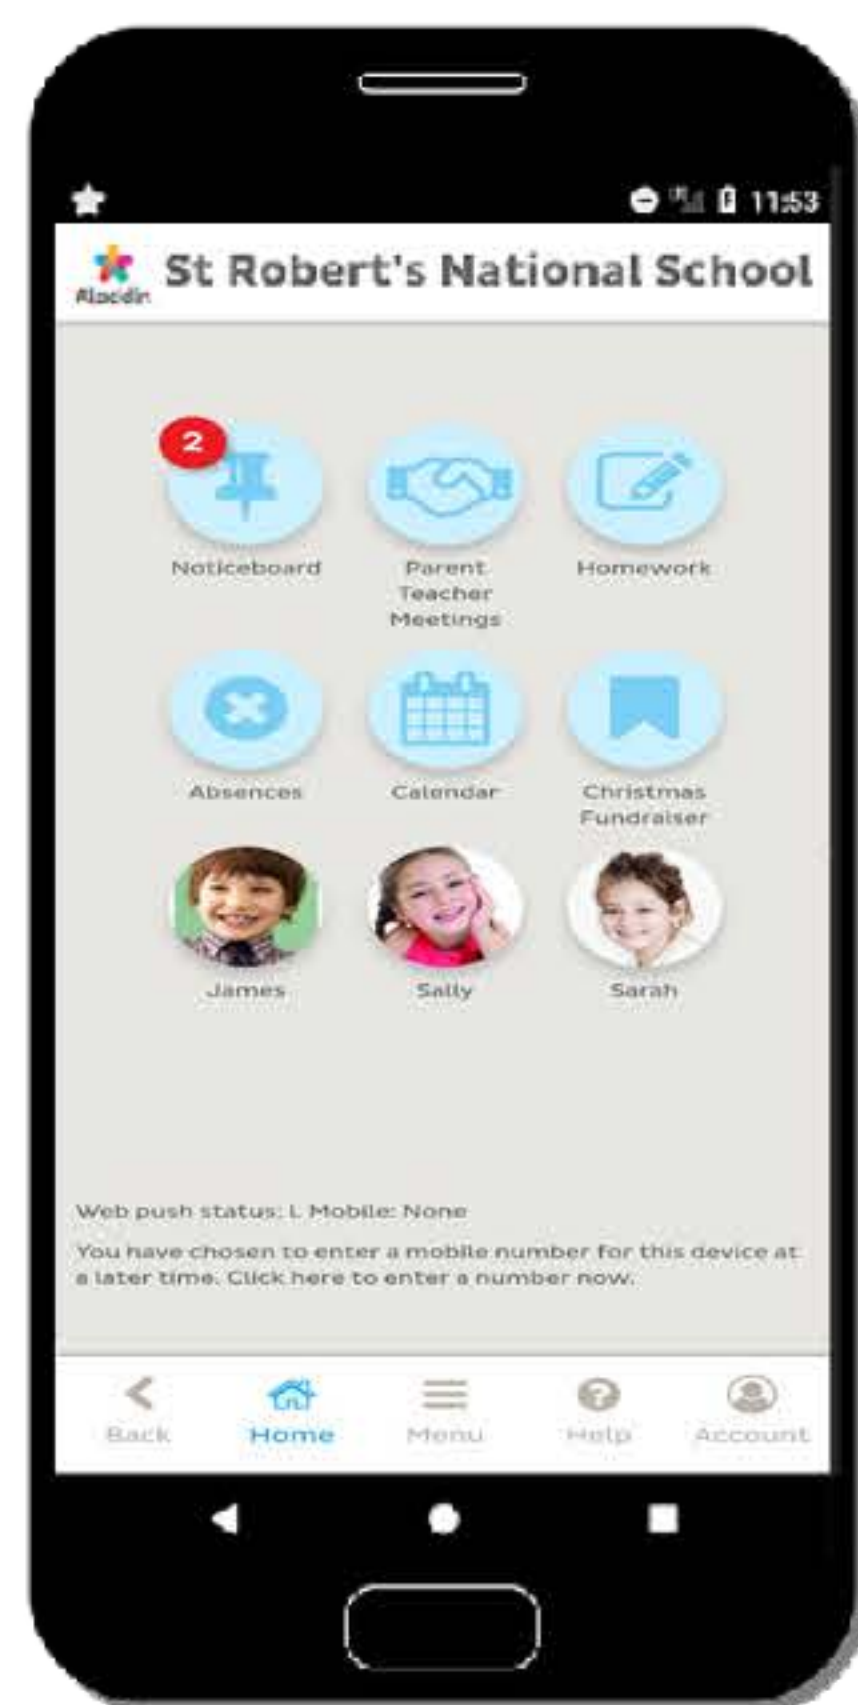 11:53
Aladdin
St Robert's National School
2
Noticeboard
Parent
Teacher
Meetings
Homework
Absences
Calendar
Christmas
Fundraiser
James
Sally
Sarah
Web push status: L Mobile: None
You have chosen to enter a mobile number for this device at
a later time. Click here to enter a number now.
Back Home Menu Help Account